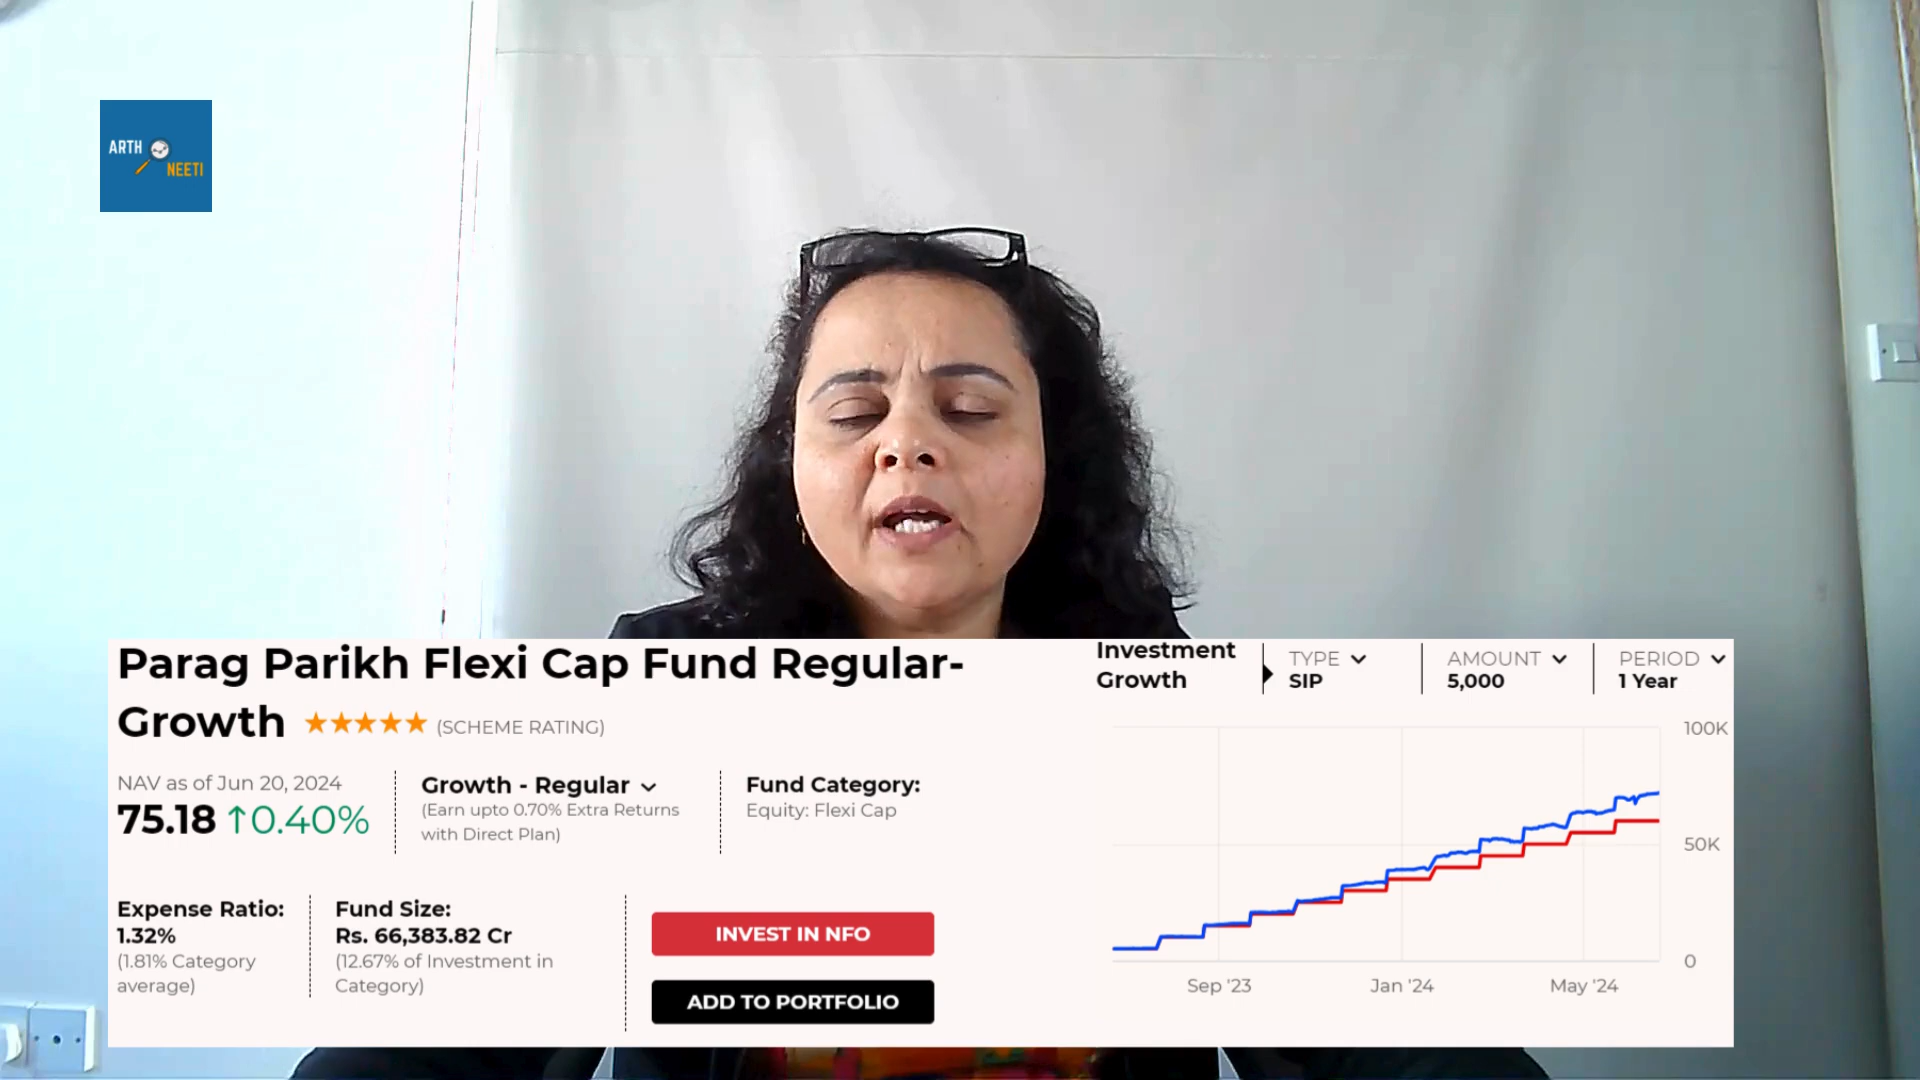 ARTH
NEETI
Parag Parikh Flexi Cap Fund Regular-
Growth ★★★★★ (SCHEME RATING)
NAV as of Jun 20, 2024
75.18 ↑0.40%
Growth - Regular
(Earn upto 0.70% Extra Returns
with Direct Plan)
Fund Category:
Equity: Flexi Cap
Expense Ratio:
1.32%
(1.81% Category
average)
Fund Size:
Rs. 66,383.82 Cr
(12.67% of Investment in
Category)
INVEST IN NFO
ADD TO PORTFOLIO
Investment
Growth
TYPE
SIP
AMOUNT
5,000
PERIOD
1 Year
100K
50K
0
Sep '23
Jan '24
May '24